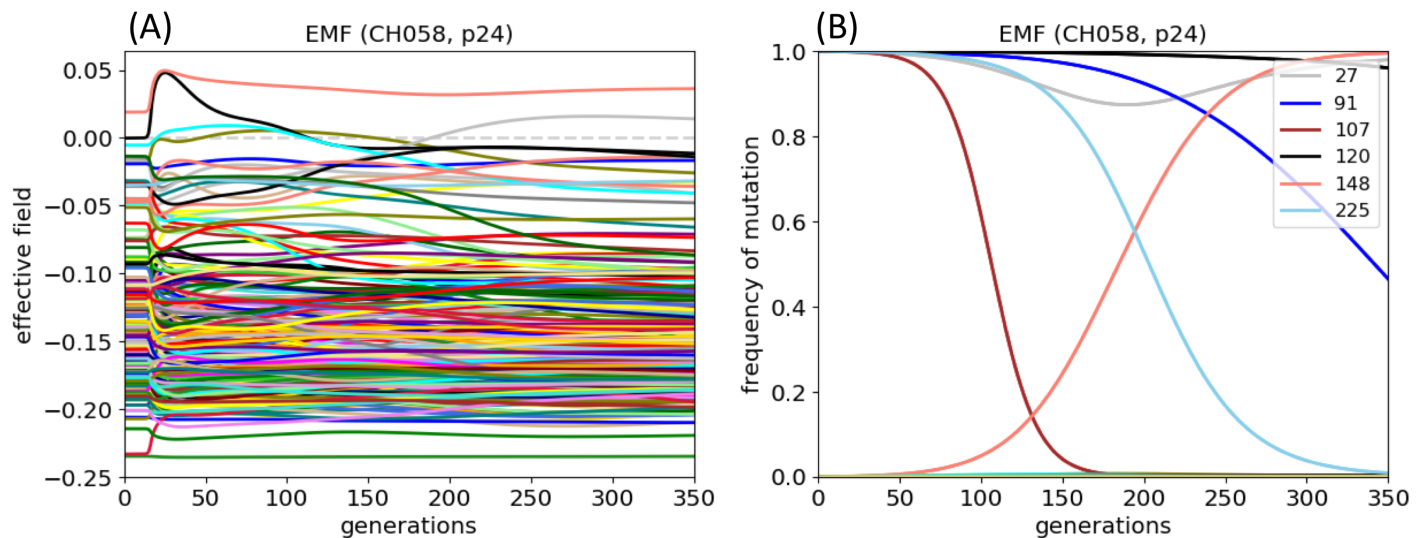 (A)
EMF (CH058, p24)
effective field
0.05
0.00
−0.05
−0.10
−0.15
−0.20
−0.25
0 50 100 150 200 250 300 350
generations
(B)
EMF (CH058, p24)
frequency of mutation
1.0
0.8
0.6
0.4
0.2
0.0
27
91
107
120
148
225
0 50 100 150 200 250 300 350
generations